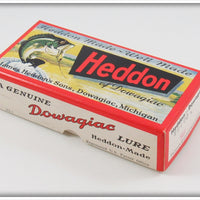 Heddon Made - Well Made
Heddon
of Dowagiac
James Heddon's Sons, Dowagiac, Michigan
A GENUINE
Dowagiac
LURE
Heddon-Made